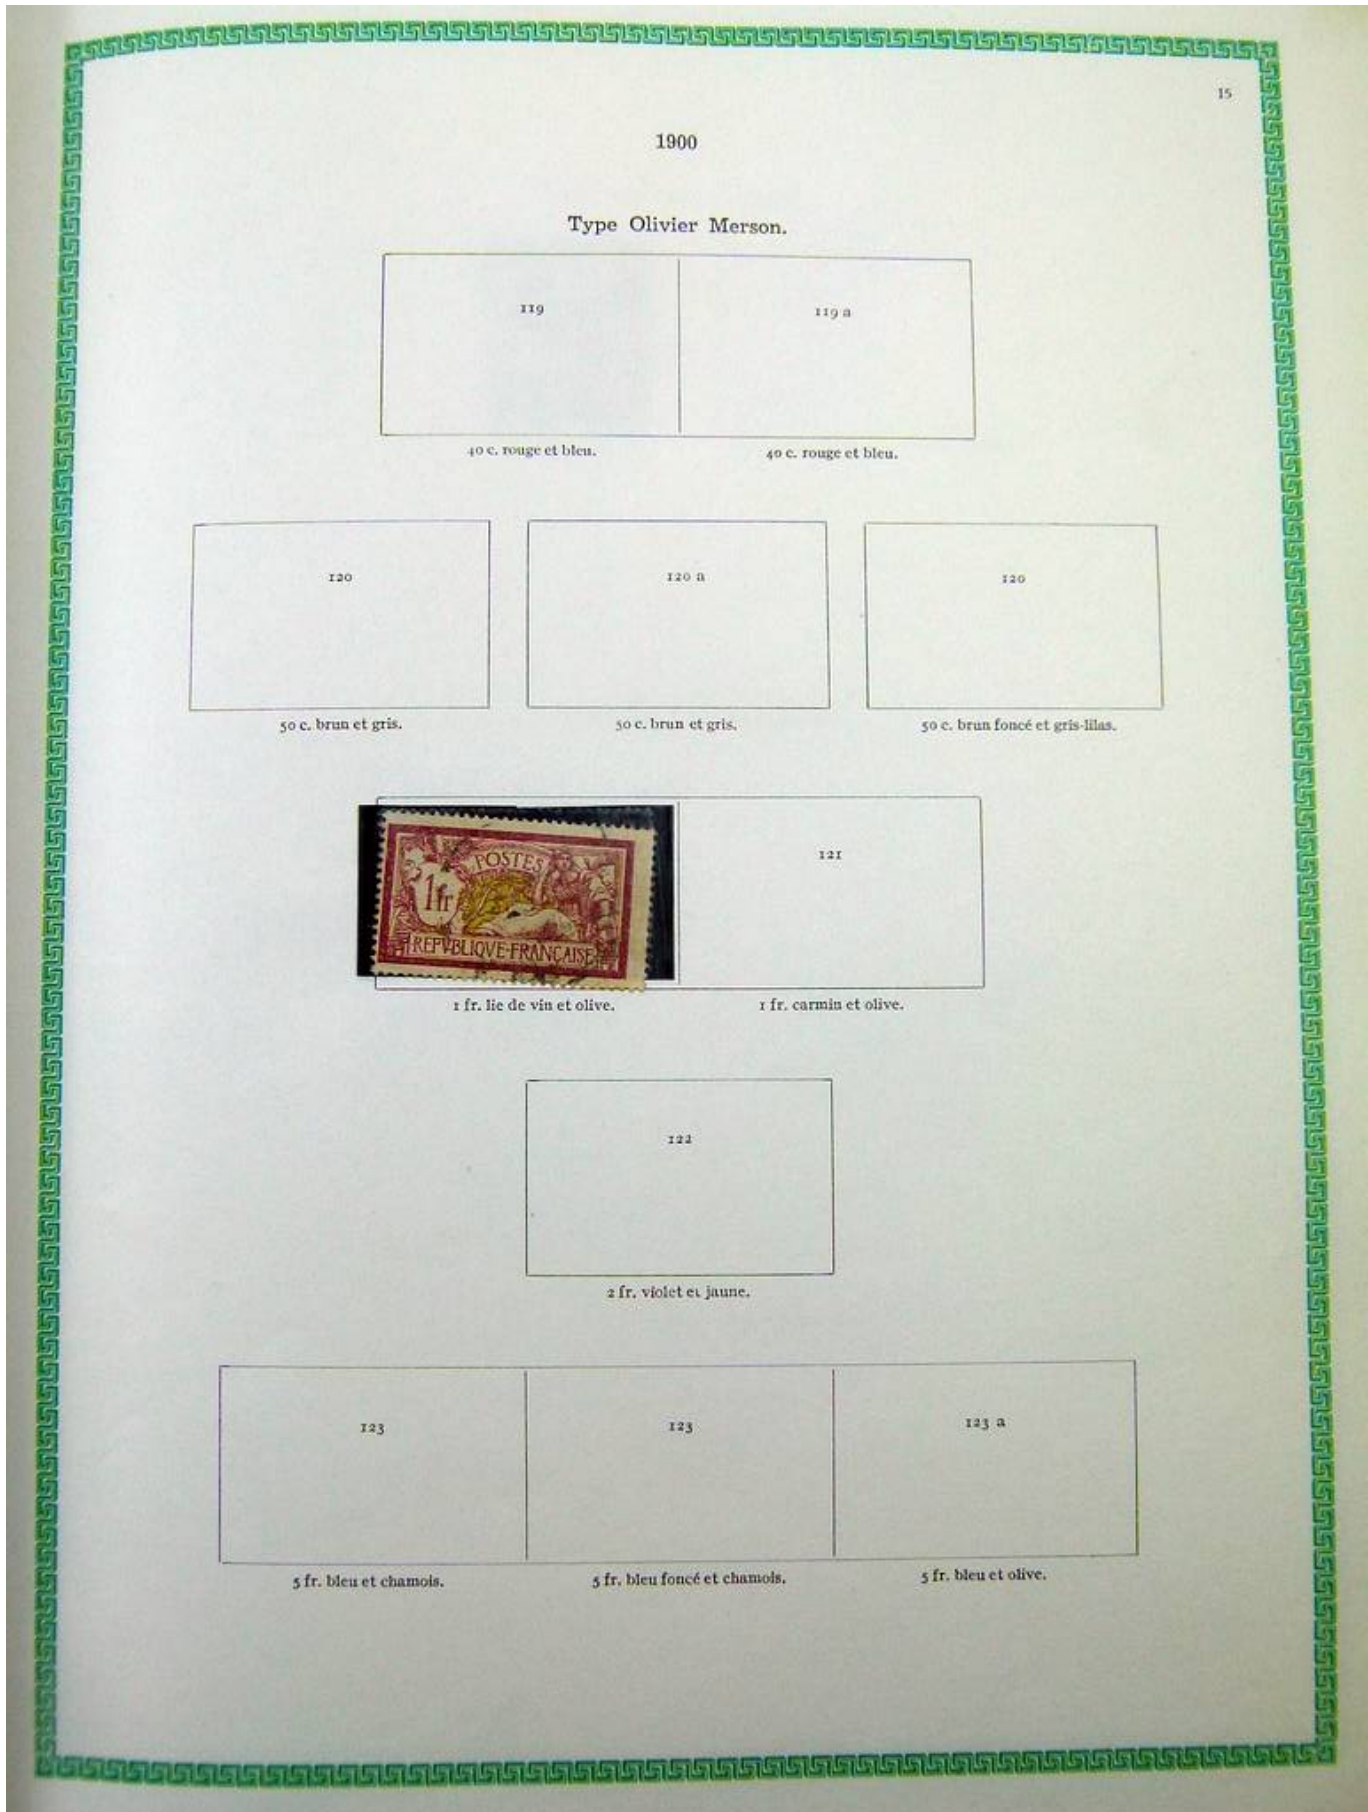 15
1900
Type Olivier Merson.
119
119 a
40 c. rouge et bleu.
40 c. rouge et bleu.
120
120 a
120
50 c. brun et gris.
50 c. brun et gris.
50 c. brun foncé et gris-lilas.
POSTES
1 fr
REPVBLIQVE·FRANÇAISE
121
1 fr. lie de vin et olive.
1 fr. carmin et olive.
122
2 fr. violet et jaune.
123
123
123 a
5 fr. bleu et chamois.
5 fr. bleu foncé et chamois.
5 fr. bleu et olive.